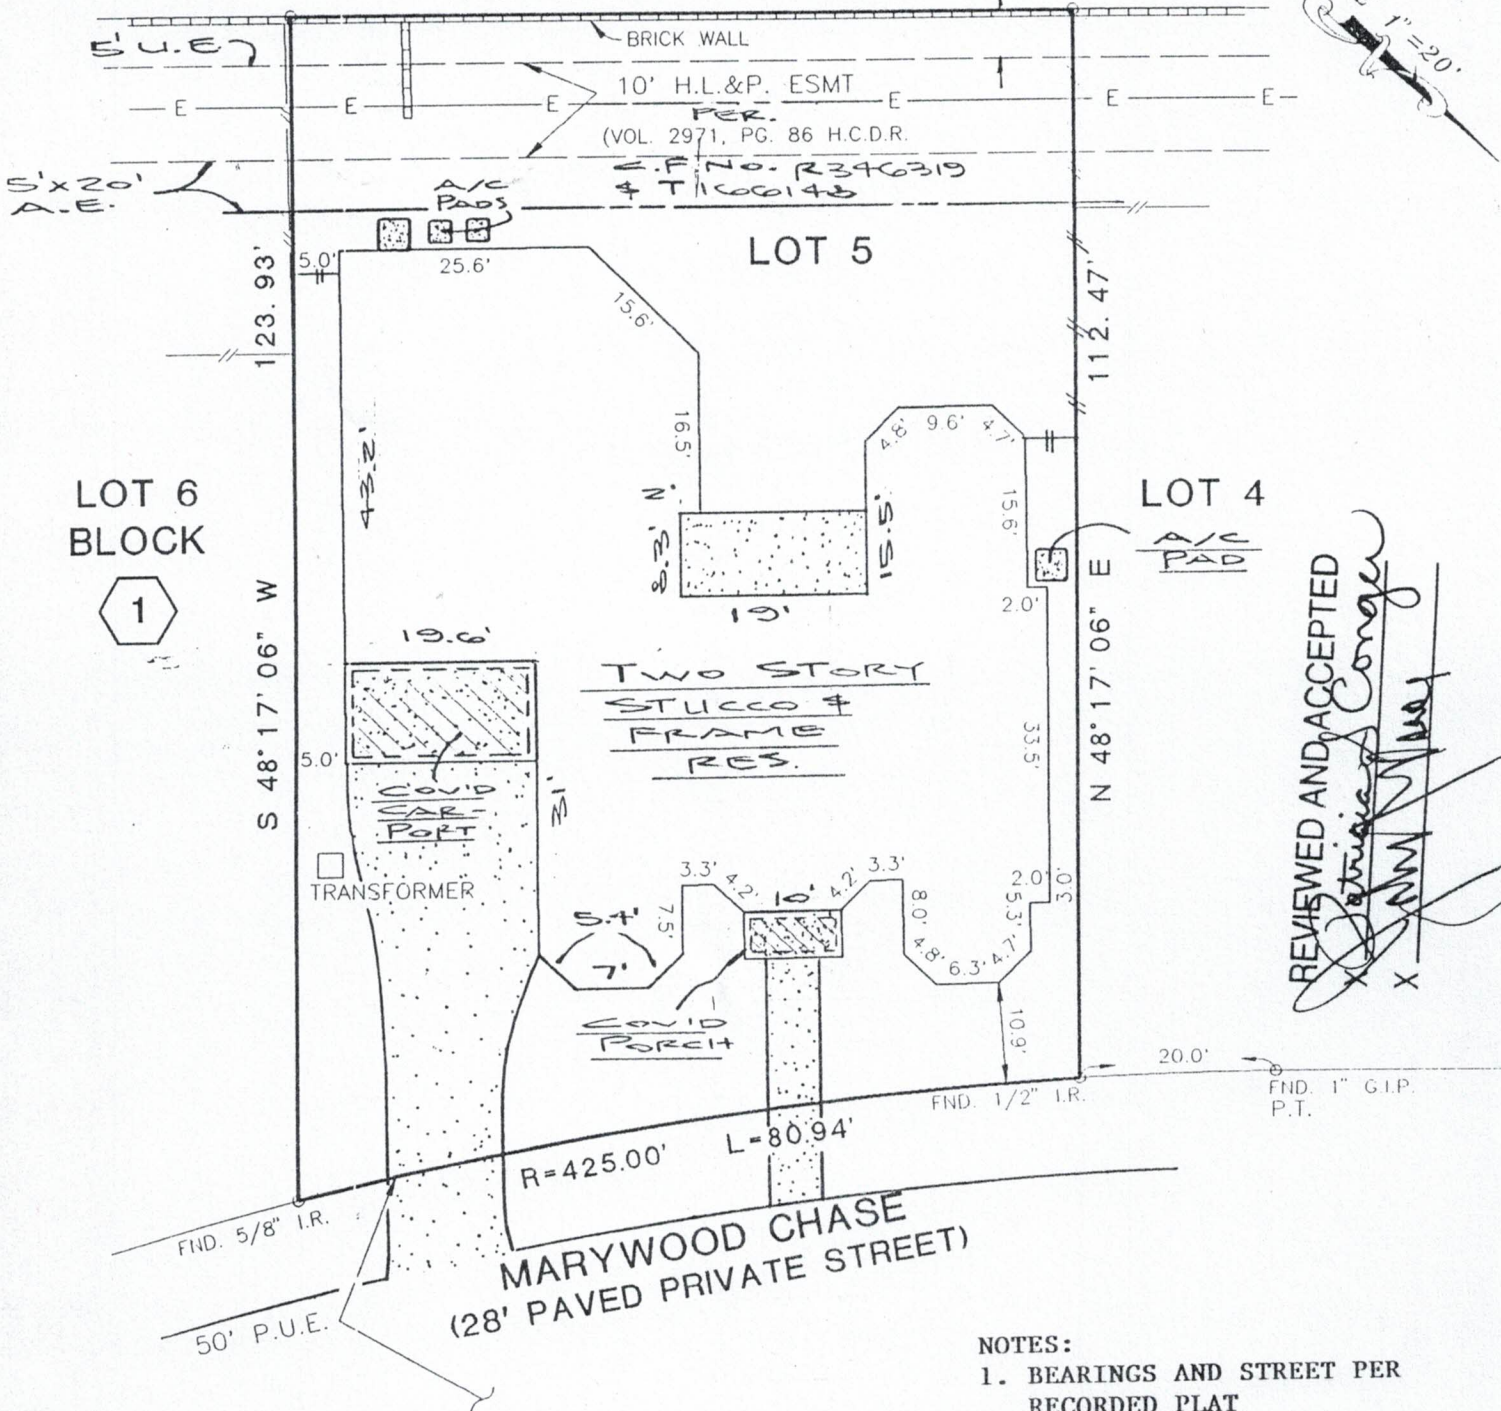 1"=20'
5' U.E.
BRICK WALL
10' H.L.&P. ESMT
E E E E E E
PER.
(VOL. 2971, PG. 86 H.C.D.R.
C.F. NO. R346319
& T166143
5'x20'
A.E.
A/C
PADS
LOT 5
5.0'
25.6'
15.6'
123.93'
112.47'
16.5'
4.8'
9.6'
4.7'
43.2'
LOT 6
BLOCK
1
LOT 4
A/C
PAD
15.6'
8.3'
15.5'
19'
2.0'
S 48°17'06" W
N 48°17'06" E
19.6'
TWO STORY
STUCCO &
FRAME
RES.
5.0'
COV'D
CAR-
PORT
31'
33.5'
TRANSFORMER
3.3'
4.2'
10'
4.2'
3.3'
2.0'
3.0'
5.4'
7.5'
8.0'
5.3'
7'
4.8'
6.3'
4.7'
COV'D
PORCH
10.9'
20.0'
FND. 1/2" I.R.
FND. 1" G.I.P.
P.T.
R=425.00'
L=80.94'
FND. 5/8" I.R.
MARYWOOD CHASE
(28' PAVED PRIVATE STREET)
50' P.U.E.
REVIEWED AND ACCEPTED
x Patricia Conger
x
NOTES:
1. BEARINGS AND STREET PER
RECORDED PLAT